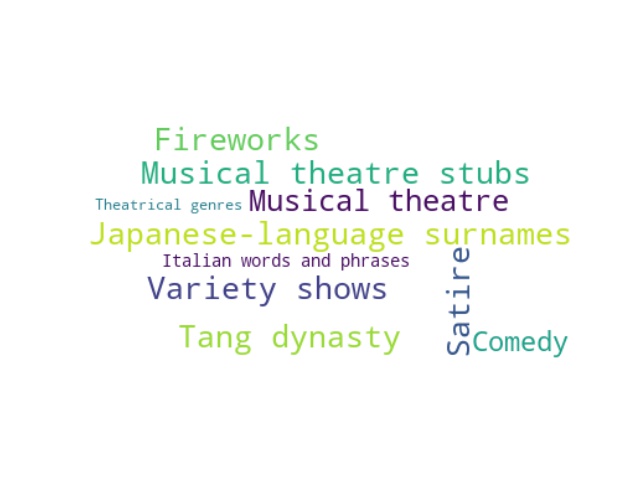 Fireworks
Musical theatre stubs
Theatrical genres
Musical theatre
Japanese-language surnames
Italian words and phrases
Variety shows
Satire
Tang dynasty
Comedy